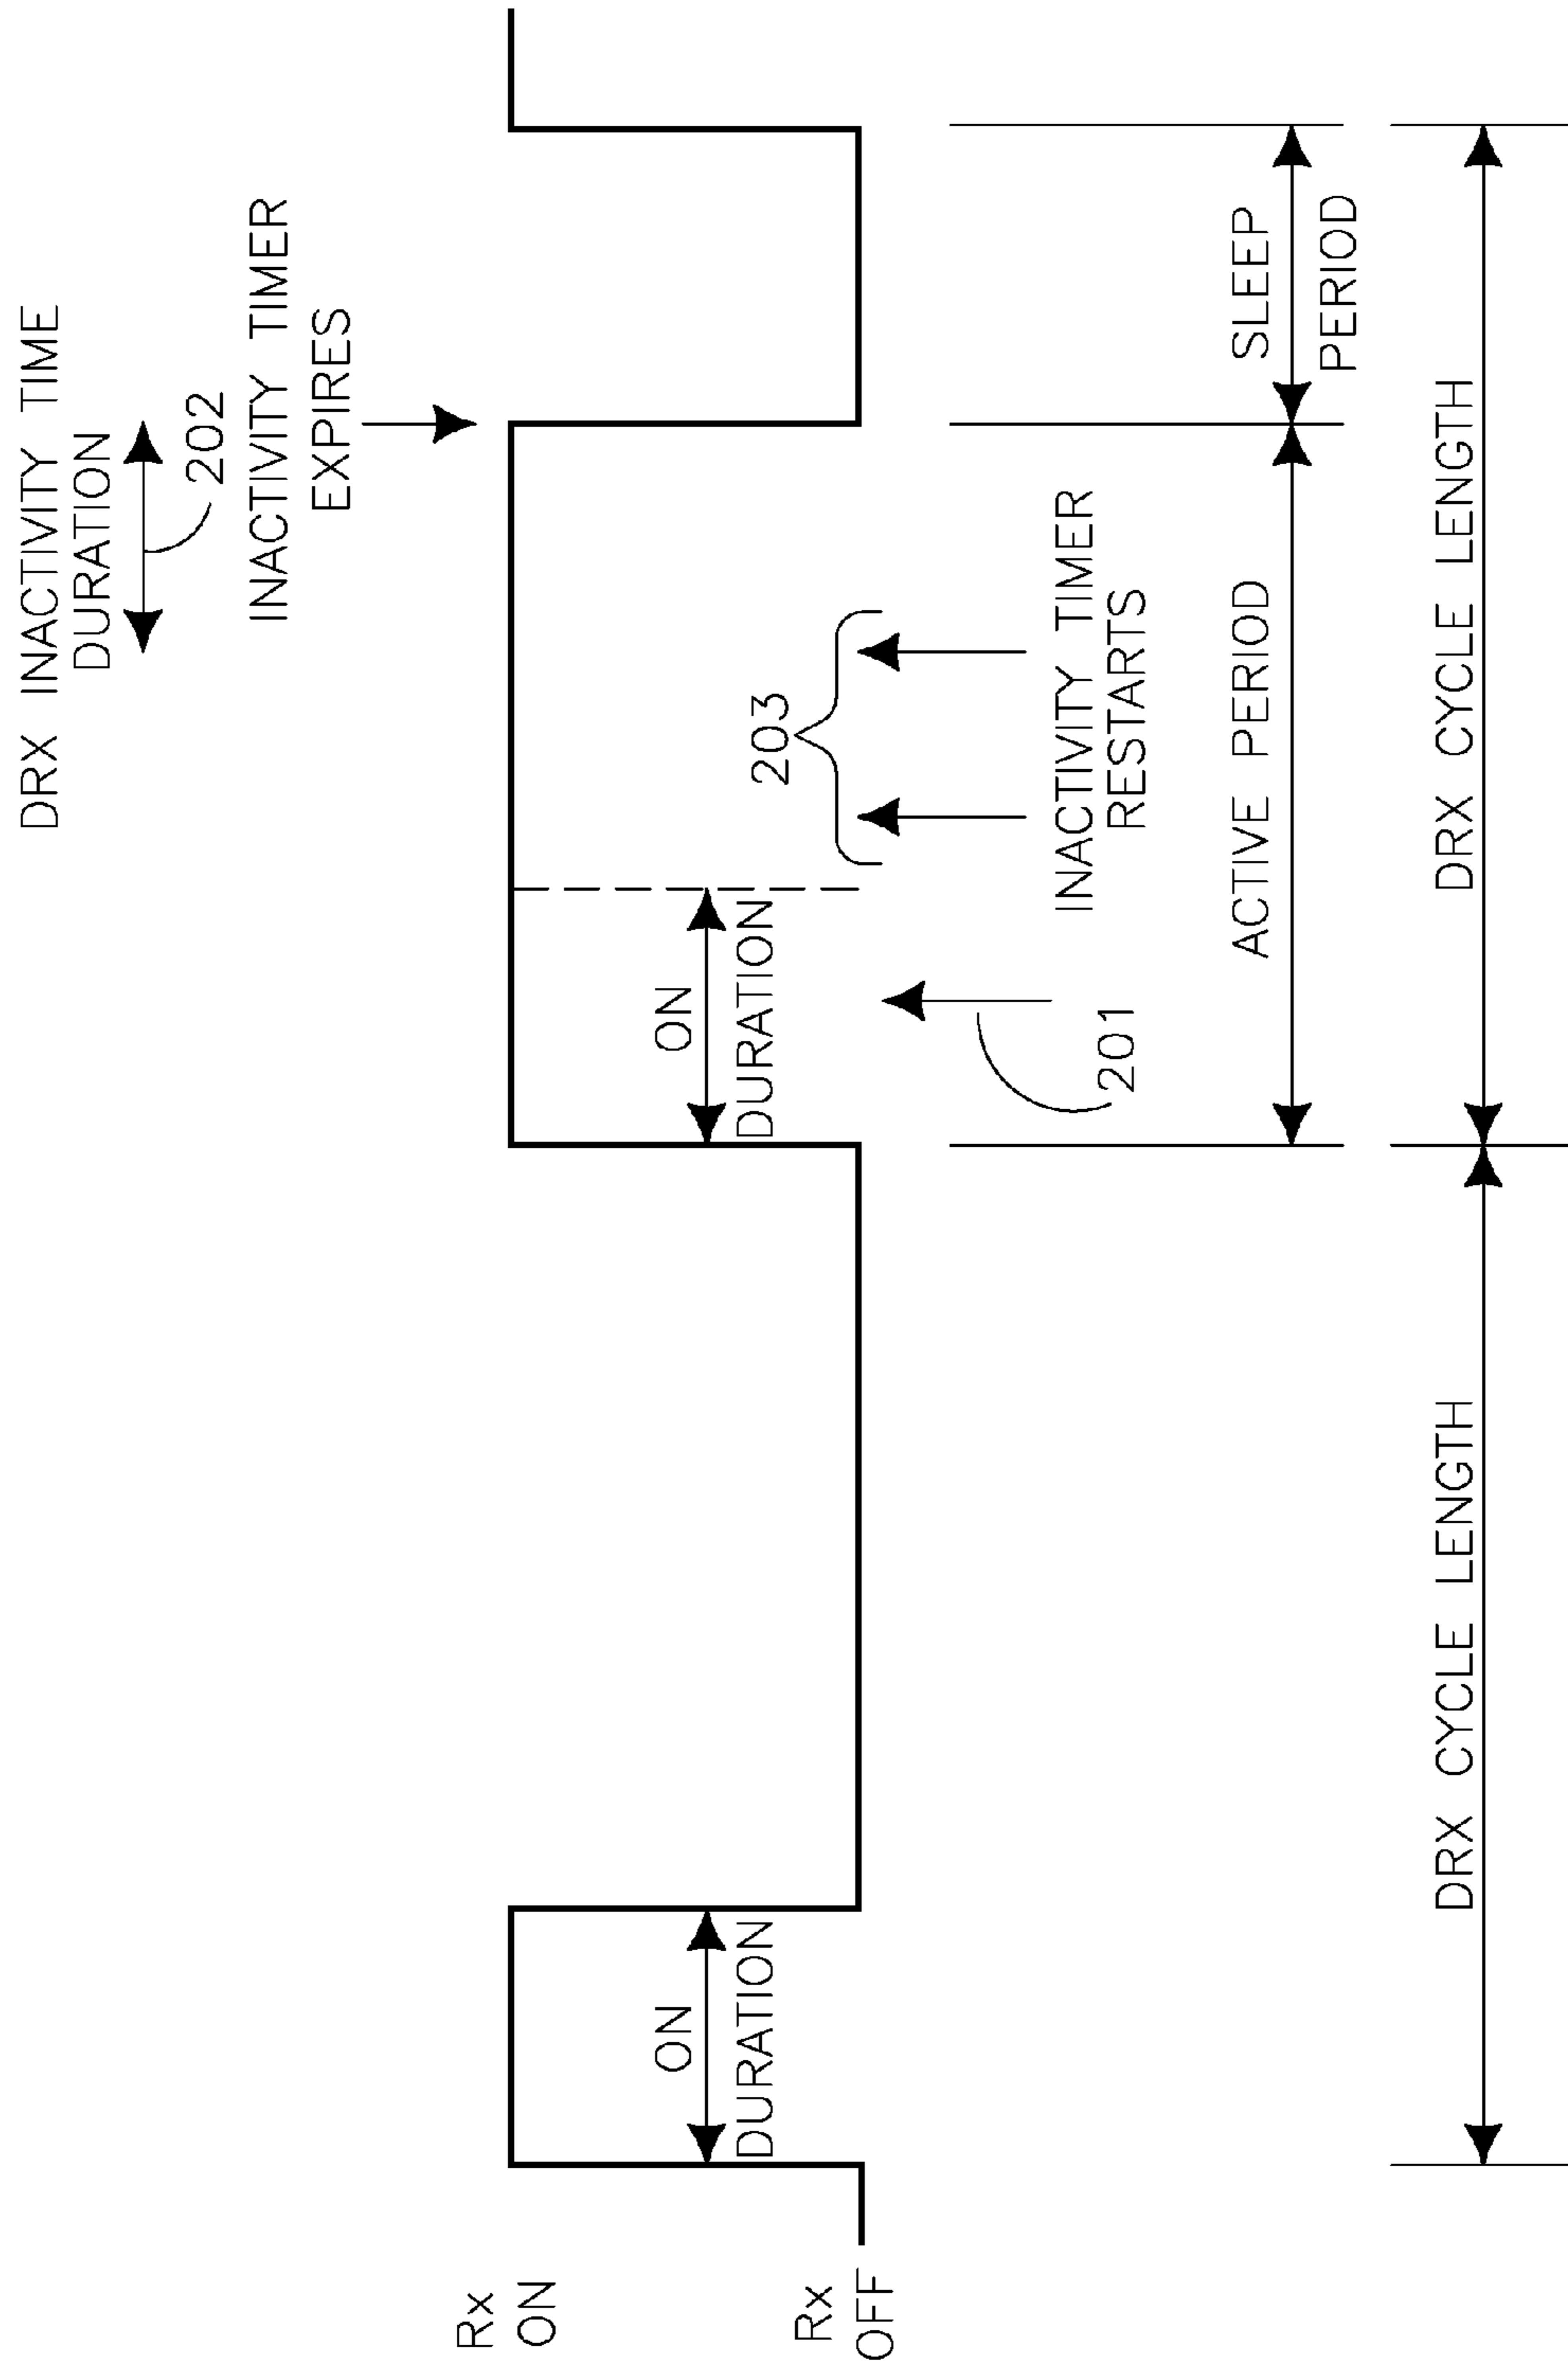 DRX INACTIVITY TIME
DURATION
202
INACTIVITY TIMER
EXPIRES
Rx
ON
ON
DURATION
ON
DURATION
203
Rx
OFF
201
INACTIVITY TIMER
RESTARTS
ACTIVE PERIOD
SLEEP
PERIOD
DRX CYCLE LENGTH
DRX CYCLE LENGTH